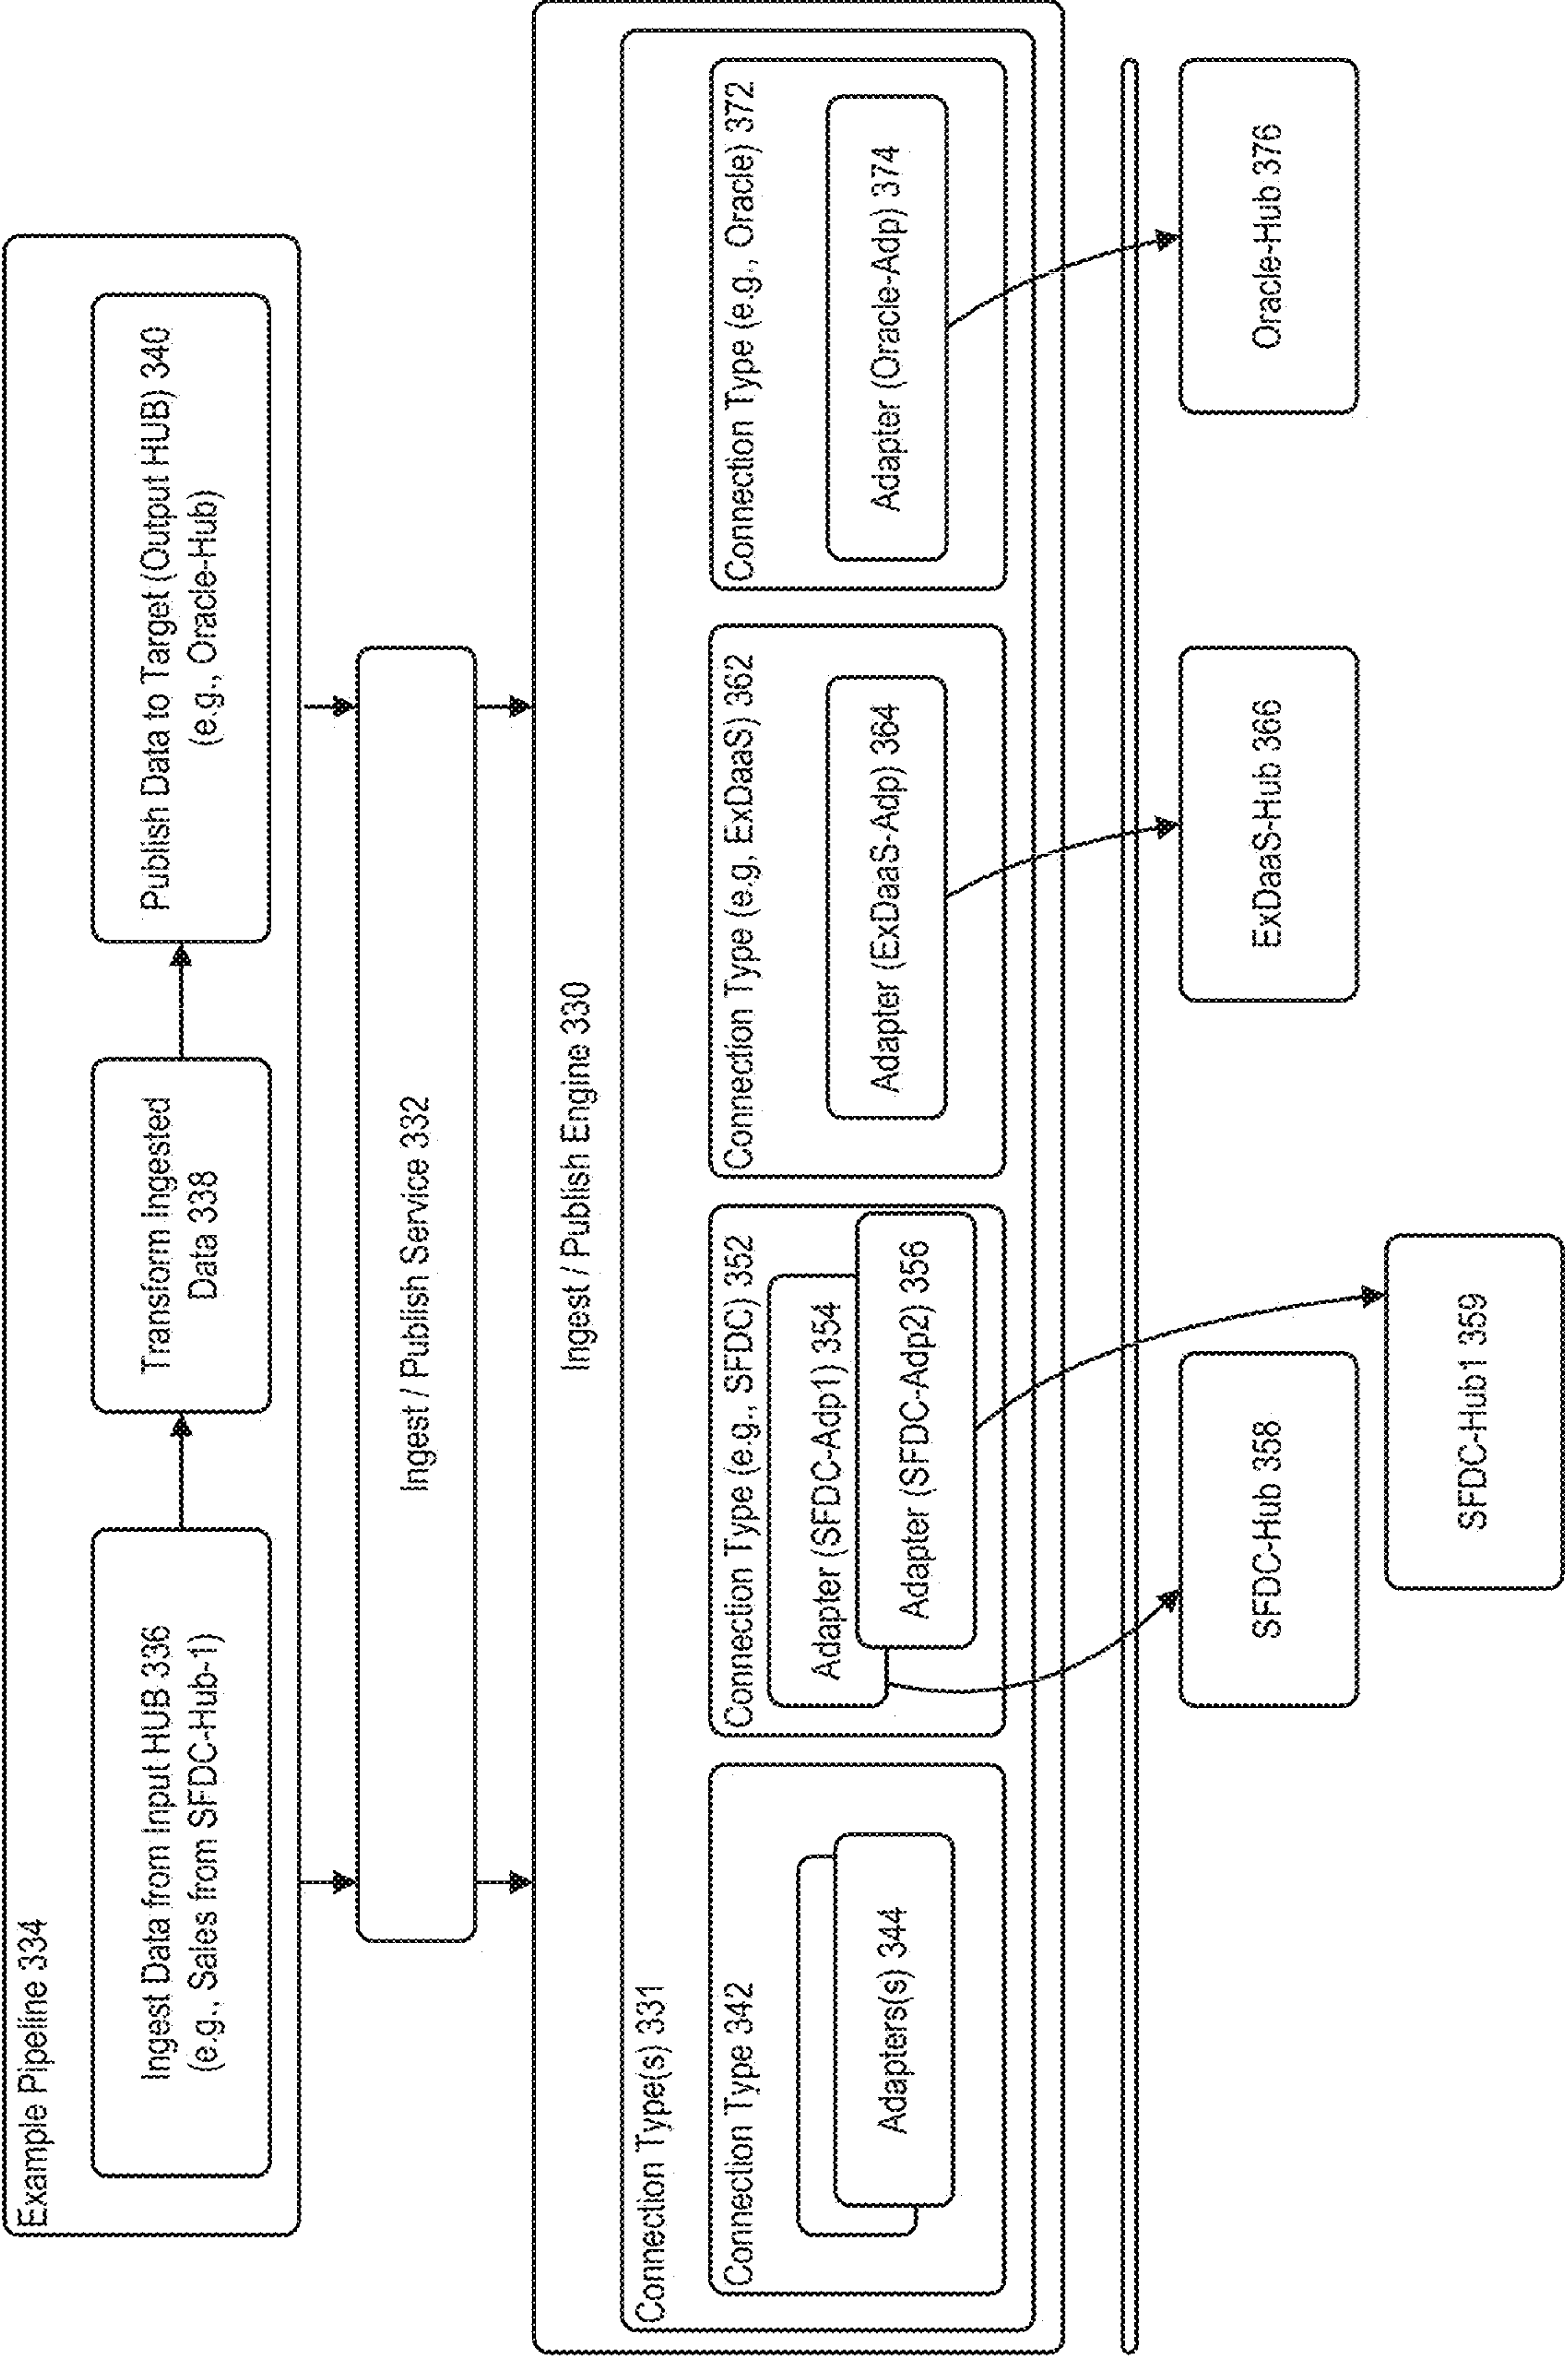 Example Pipeline 334
Ingest Data from Input HUB 336
(e.g., Sales from SFDC-Hub-1)
Transform Ingested
Data 338
Publish Data to Target (Output HUB) 340
(e.g., Oracle-Hub)
Ingest / Publish Service 332
Ingest / Publish Engine 330
Connection Type(s) 331
Connection Type 342
Adapters(s) 344
Connection Type (e.g., SFDC) 352
Adapter (SFDC-Adp1) 354
Adapter (SFDC-Adp2) 356
Connection Type (e.g, ExDaaS) 362
Adapter (ExDaaS-Adp) 364
Connection Type (e.g., Oracle) 372
Adapter (Oracle-Adp) 374
SFDC-Hub 358
SFDC-Hub1 359
ExDaaS-Hub 366
Oracle-Hub 376